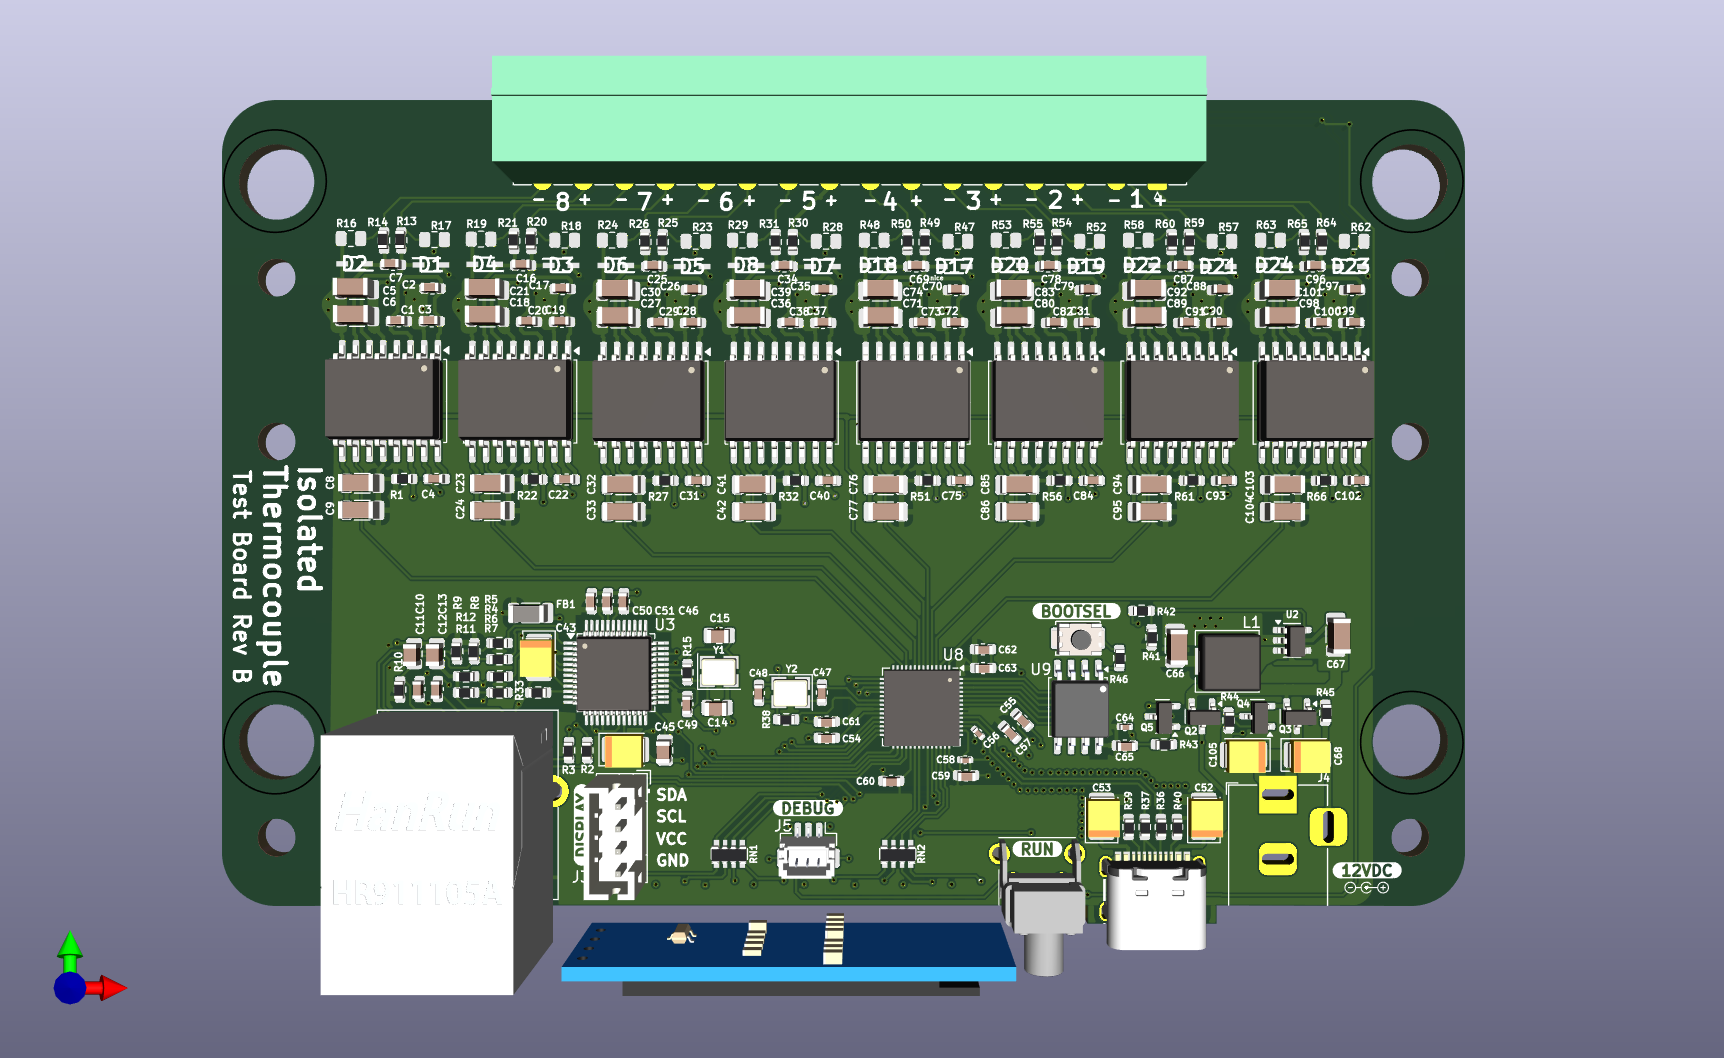 - 8 + - 7 + - 6 + - 5 + - 4 + - 3 + - 2 + - 1 +
R16 R14 R13 R17 R19 R21 R20 R18 R24 R26 R25 R23 R29 R31 R30 R28 R48 R50 R49 R47 R53 R55 R54 R52 R58 R60 R59 R57 R63 R65 R64 R62
D2 D1 D4 D3 D6 D5 D8 D7 D18 D17 D20 D19 D22 D21 D24 D23
C7 C2 C16 C17 C25 C26 C34 C35 C69 C70 C78 C79 C87 C88 C96 C97
C5 C21 C30 C39 C74 C83 C92 C101
C6 C18 C27 C36 C71 C80 C89 C98
C1 C3 C20 C19 C29 C28 C38 C37 C73 C72 C82 C31 C91 C90 C100 C99
C8 C23 C32 C41 C76 C85 C94 C103
C9 C24 C33 C42 C77 C86 C95 C104
R1 C4 R22 C22 R27 C31 R32 C40 R51 C75 R56 C84 R61 C93 R66 C102
Isolated
Thermocouple
Test Board Rev B
C11 C10
C12 C13
R9 R8
R12
R11
R5
R4
R6
R7
FB1
C43
C50 C51 C46
U3
C15
R10
R33
R15
Y1
C14
C49
C45
R3 R2
C48 Y2 C47
R38
C61
C54
U8
C62
C63
C55
C56
C57
C58
C59
C60
BOOTSEL
R42
U9
R46
R41
C66
L1
U2
C67
C64
C65
Q5
R43
Q2
R44
Q4
Q3
R45
C105
C68
J4
HanRun
HR911105A
DISPLAY
SDA
SCL
VCC
GND
RN1
DEBUG
J5
RN2
RUN
C53
R39
R37
R36
R40
C52
12VDC